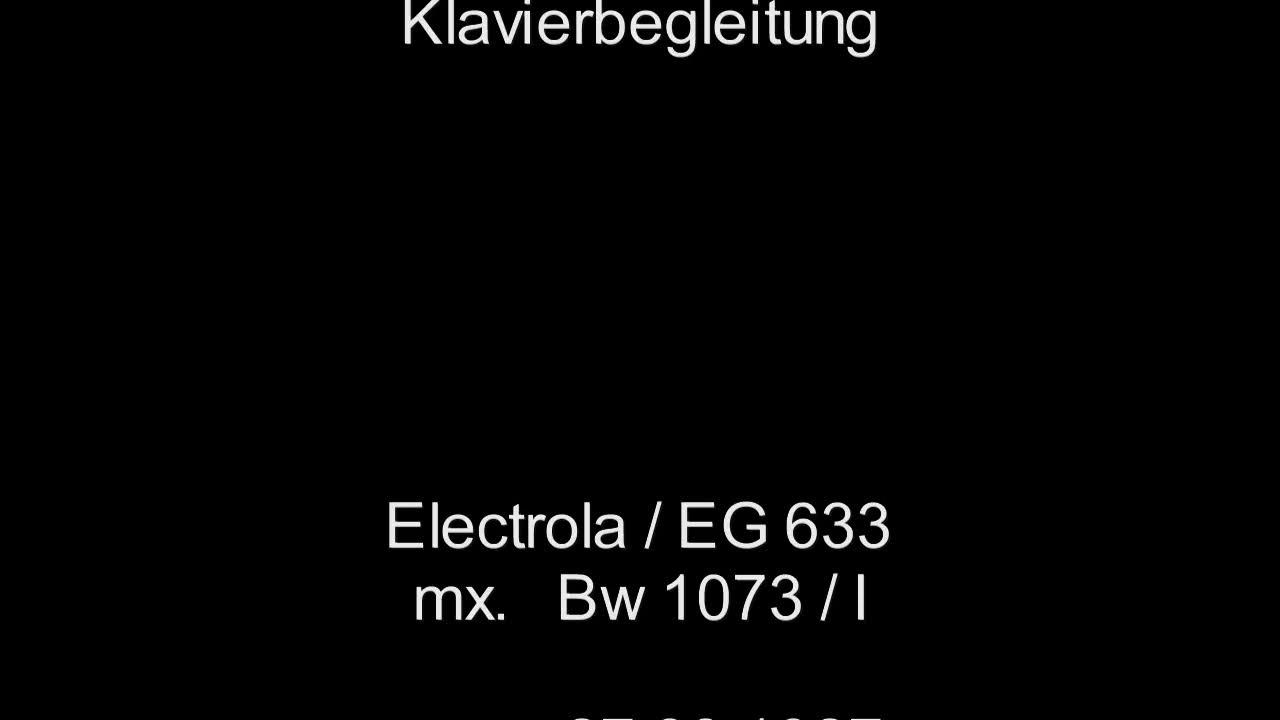 Klavierbegleitung
Electrola / EG 633
mx. Bw 1073 / I